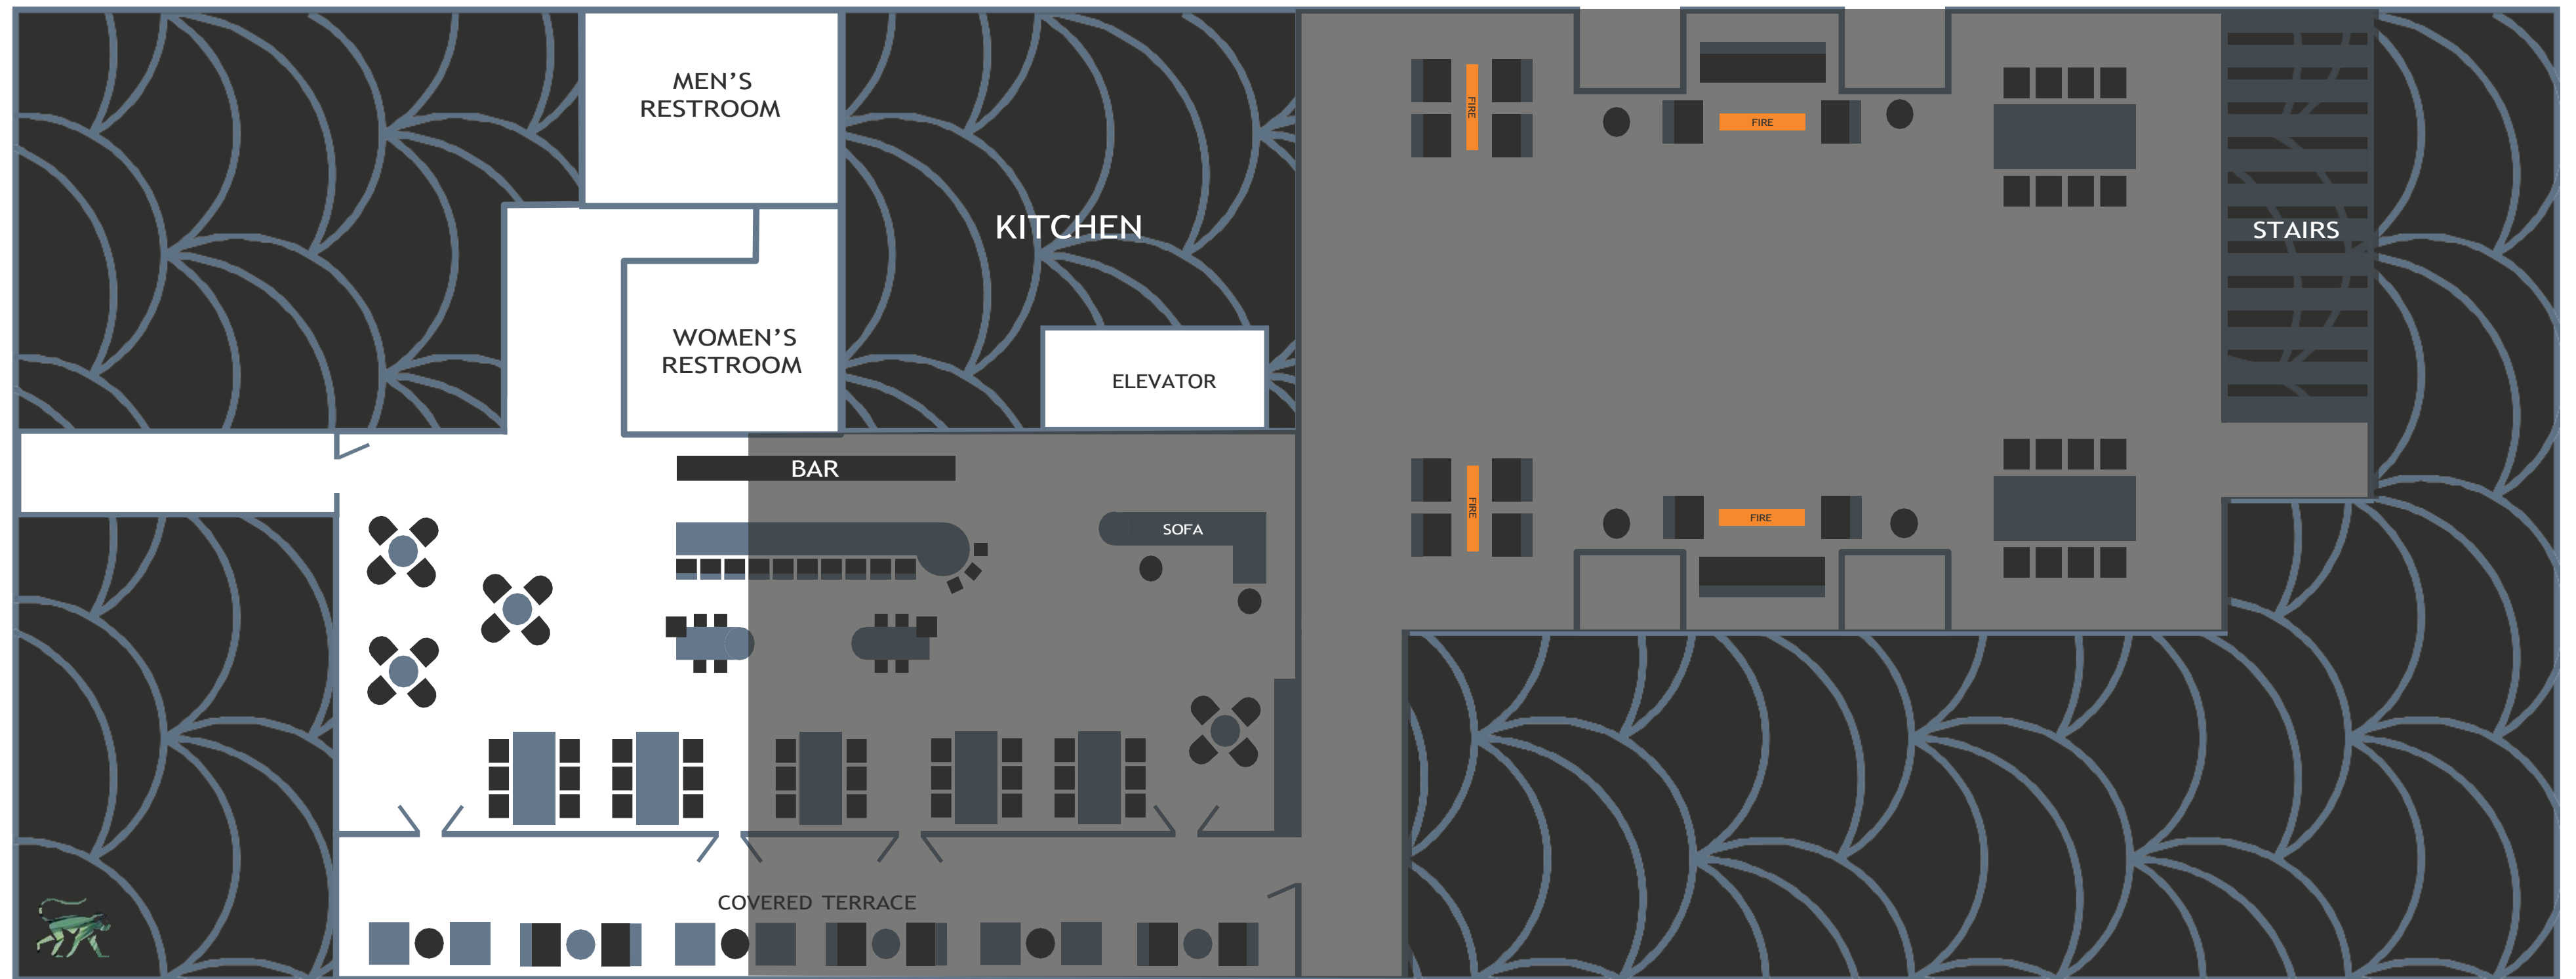 MEN'S
RESTROOM
WOMEN'S
RESTROOM
KITCHEN
ELEVATOR
FIRE
FIRE
STAIRS
BAR
SOFA
FIRE
FIRE
COVERED TERRACE